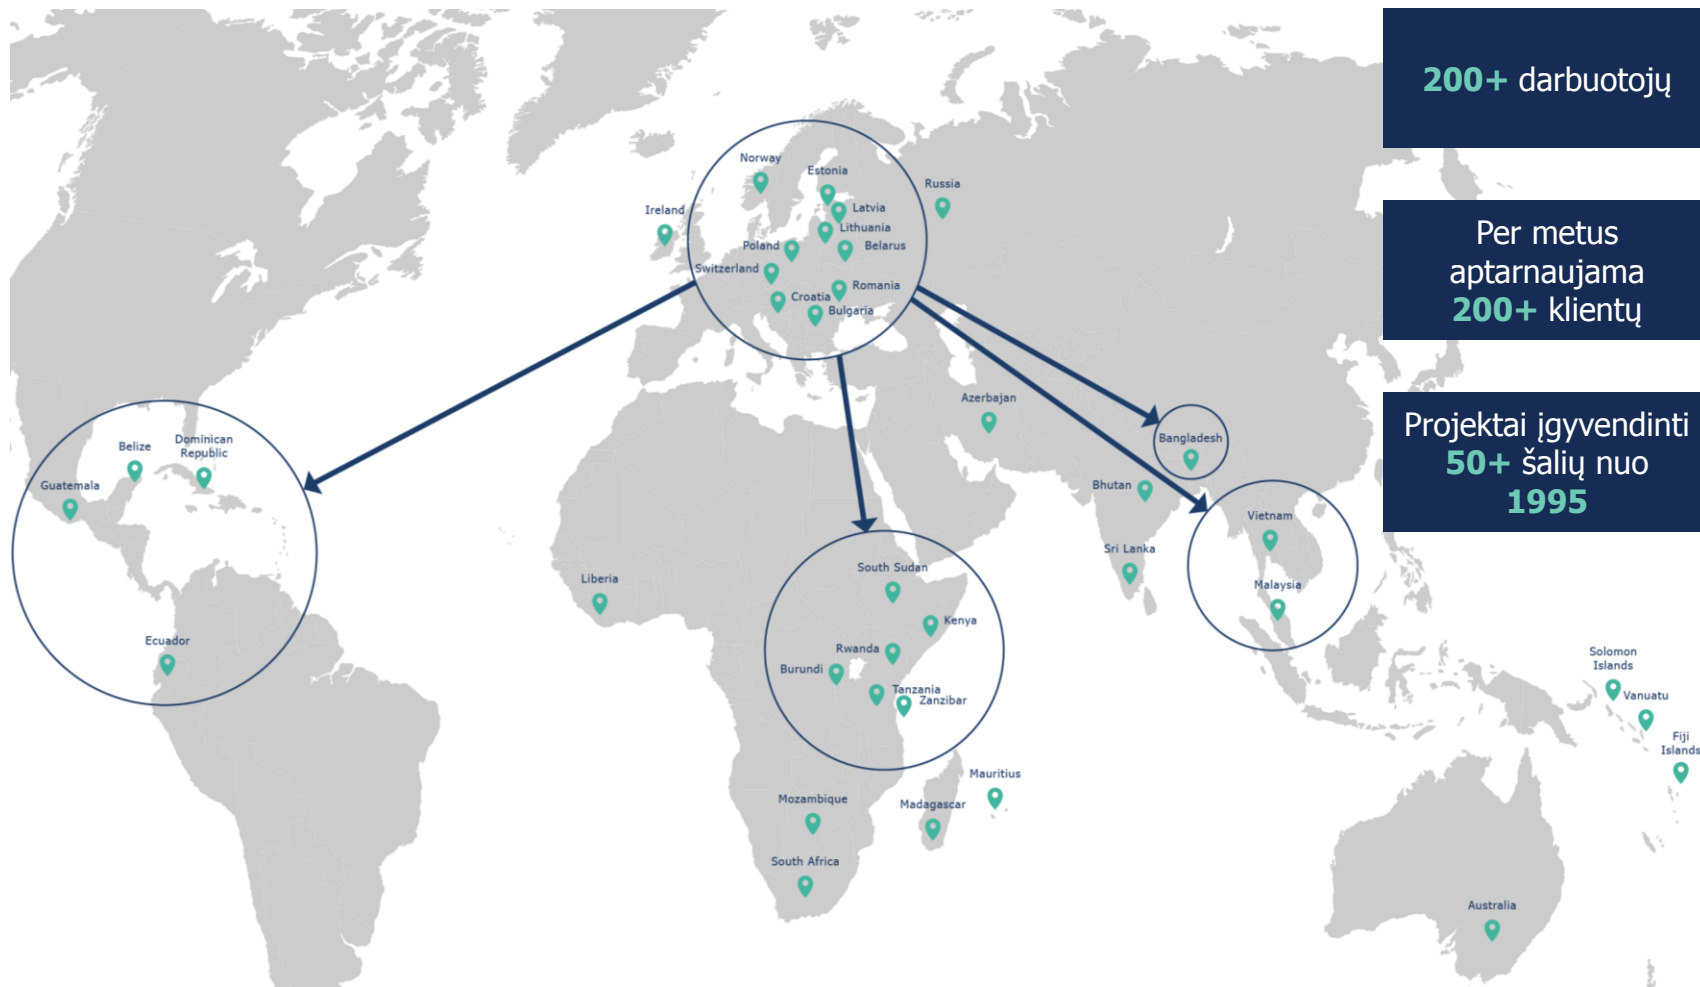 200+ darbuotojų
Per metus
aptarnaujama
200+ klientų
Projektai įgyvendinti
50+ šalių nuo
1995
Norway
Estonia
Russia
Ireland
Latvia
Lithuania
Poland
Belarus
Switzerland
Romania
Croatia
Bulgaria
Azerbajan
Bangladesh
Belize
Dominican
Republic
Guatemala
Bhutan
Vietnam
Sri Lanka
South Sudan
Liberia
Malaysia
Kenya
Ecuador
Rwanda
Burundi
Solomon
Islands
Tanzania
Zanzibar
Vanuatu
Fiji
Islands
Mauritius
Mozambique
Madagascar
South Africa
Australia